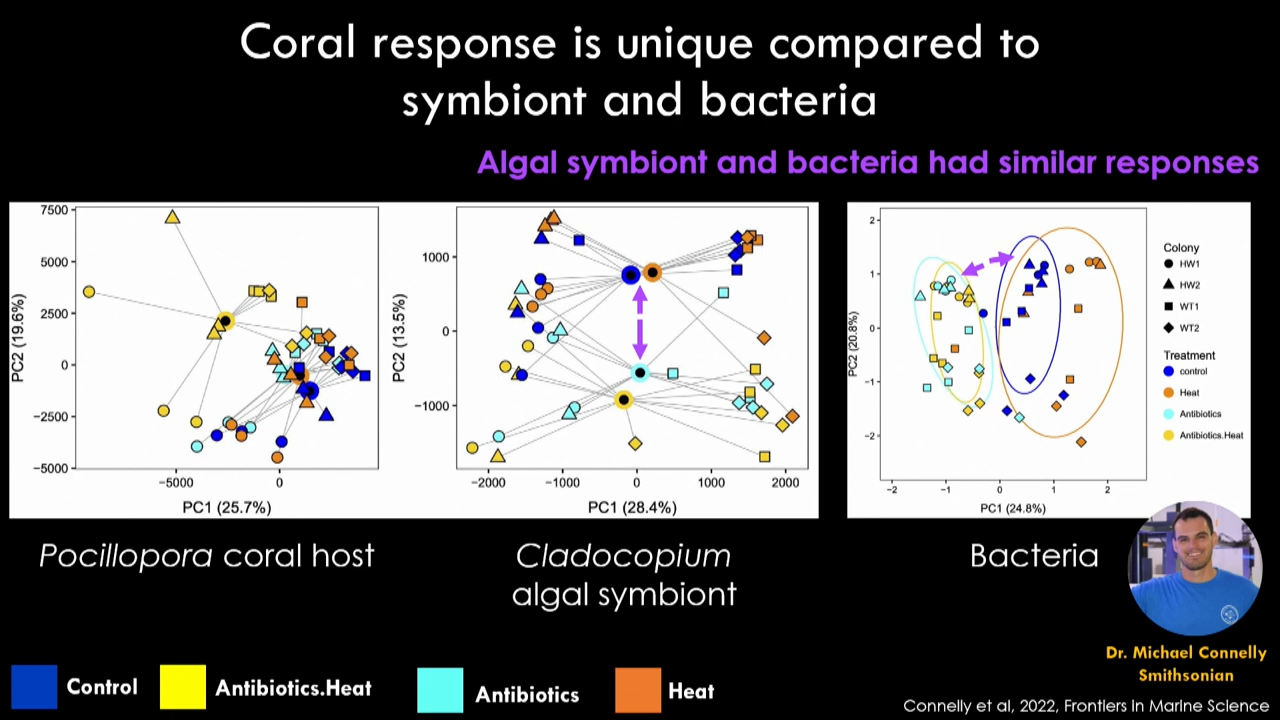 Coral response is unique compared to
symbiont and bacteria
Algal symbiont and bacteria had similar responses
7500
5000
2500
0
−2500
−5000
PC2 (19.6%)
−5000
0
PC1 (25.7%)
1000
0
−1000
PC2 (13.5%)
−2000
−1000
0
1000
2000
PC1 (28.4%)
2
1
0
−1
−2
PC2 (20.8%)
−2
−1
0
1
2
PC1 (24.8%)
Colony
HW1
HW2
WT1
WT2
Treatment
control
Heat
Antibiotics
Antibiotics.Heat
Pocillopora coral host
Cladocopium
algal symbiont
Bacteria
Dr. Michael Connelly
Smithsonian
Control
Antibiotics.Heat
Antibiotics
Heat
Connelly et al, 2022, Frontiers in Marine Science